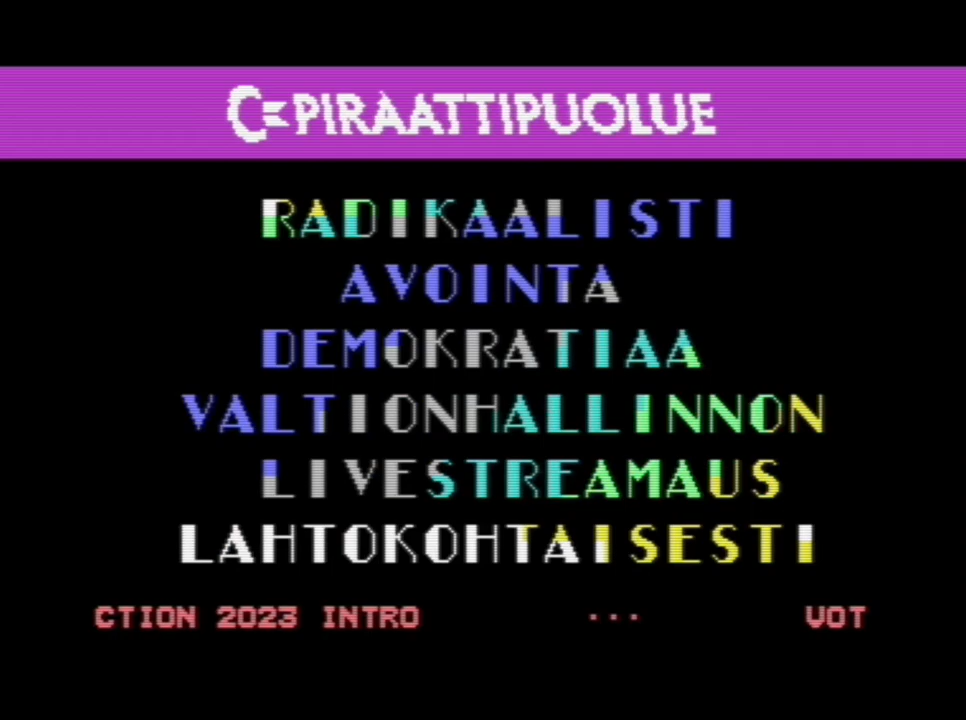 PIRAATTIPUOLUE
RADIKAALISTI
AVOINTA
DEMOKRATIAA
VALTIONHALLINNON
LIVESTREAMAUS
LAHTOKOHTAISESTI
CTION 2023 INTRO ... VOT